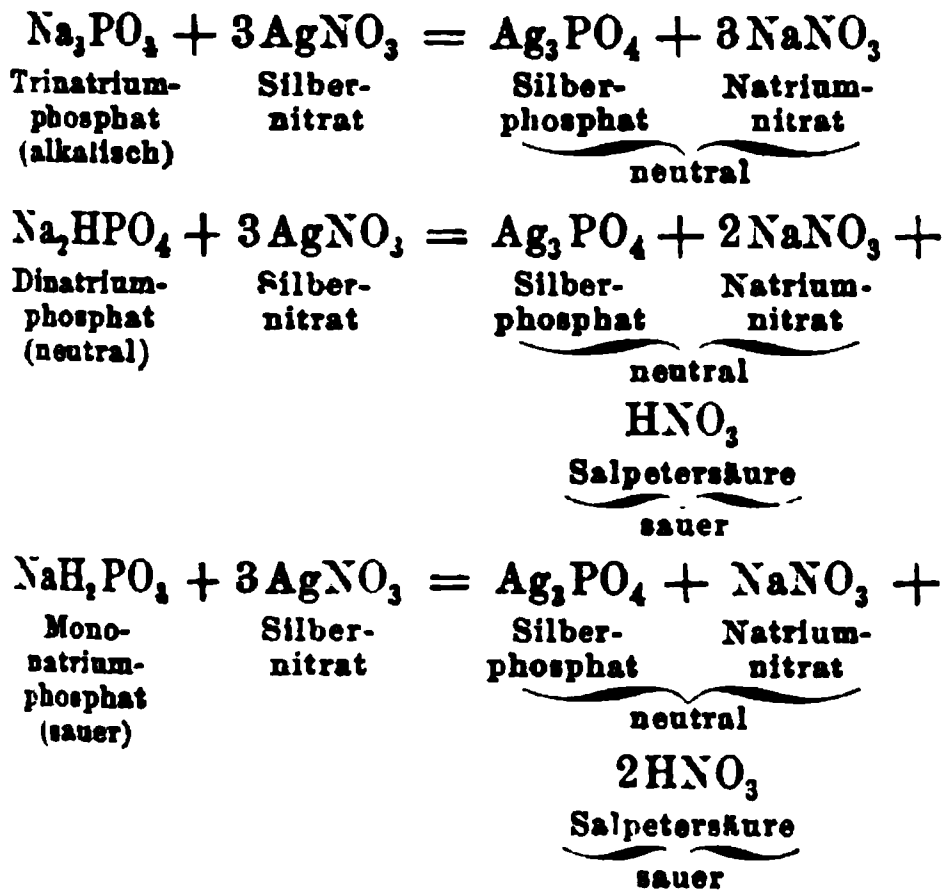 Na₃PO₄ + 3AgNO₃ = Ag₃PO₄ + 3NaNO₃
Trinatrium- Silber- Silber- Natrium-
phosphat nitrat phosphat nitrat
(alkalisch)
neutral
Na₂HPO₄ + 3AgNO₃ = Ag₃PO₄ + 2NaNO₃ +
Dinatrium- Silber- Silber- Natrium-
phosphat nitrat phosphat nitrat
(neutral)
neutral
HNO₃
Salpetersäure
sauer
NaH₂PO₄ + 3AgNO₃ = Ag₃PO₄ + NaNO₃ +
Mono- Silber- Silber- Natrium-
natrium- nitrat phosphat nitrat
phosphat
(sauer)
neutral
2HNO₃
Salpetersäure
sauer